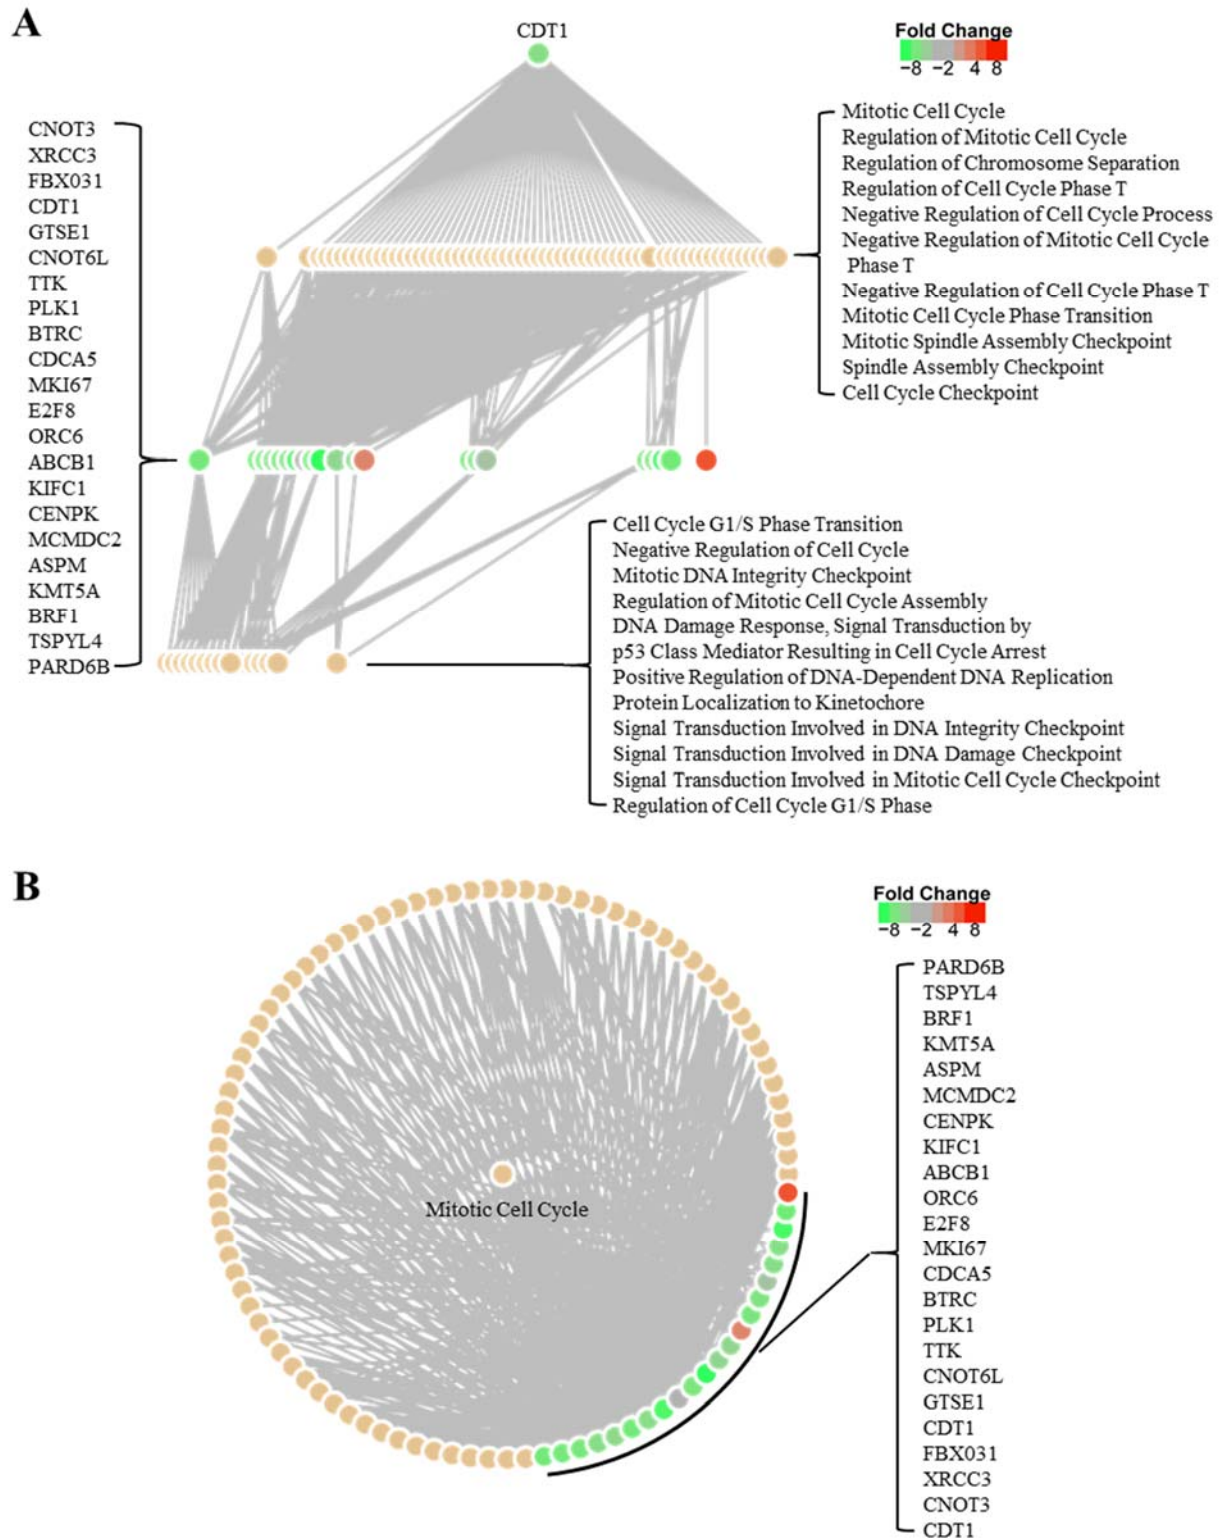 A
CDT1
Fold Change
−8 −2 4 8
CNOT3
XRCC3
FBX031
CDT1
GTSE1
CNOT6L
TTK
PLK1
BTRC
CDCA5
MKI67
E2F8
ORC6
ABCB1
KIFC1
CENPK
MCMDC2
ASPM
KMT5A
BRF1
TSPYL4
PARD6B
Mitotic Cell Cycle
Regulation of Mitotic Cell Cycle
Regulation of Chromosome Separation
Regulation of Cell Cycle Phase T
Negative Regulation of Cell Cycle Process
Negative Regulation of Mitotic Cell Cycle
Phase T
Negative Regulation of Cell Cycle Phase T
Mitotic Cell Cycle Phase Transition
Mitotic Spindle Assembly Checkpoint
Spindle Assembly Checkpoint
Cell Cycle Checkpoint
Cell Cycle G1/S Phase Transition
Negative Regulation of Cell Cycle
Mitotic DNA Integrity Checkpoint
Regulation of Mitotic Cell Cycle Assembly
DNA Damage Response, Signal Transduction by
p53 Class Mediator Resulting in Cell Cycle Arrest
Positive Regulation of DNA-Dependent DNA Replication
Protein Localization to Kinetochore
Signal Transduction Involved in DNA Integrity Checkpoint
Signal Transduction Involved in DNA Damage Checkpoint
Signal Transduction Involved in Mitotic Cell Cycle Checkpoint
Regulation of Cell Cycle G1/S Phase
B
Fold Change
−8 −2 4 8
Mitotic Cell Cycle
PARD6B
TSPYL4
BRF1
KMT5A
ASPM
MCMDC2
CENPK
KIFC1
ABCB1
ORC6
E2F8
MKI67
CDCA5
BTRC
PLK1
TTK
CNOT6L
GTSE1
CDT1
FBX031
XRCC3
CNOT3
CDT1